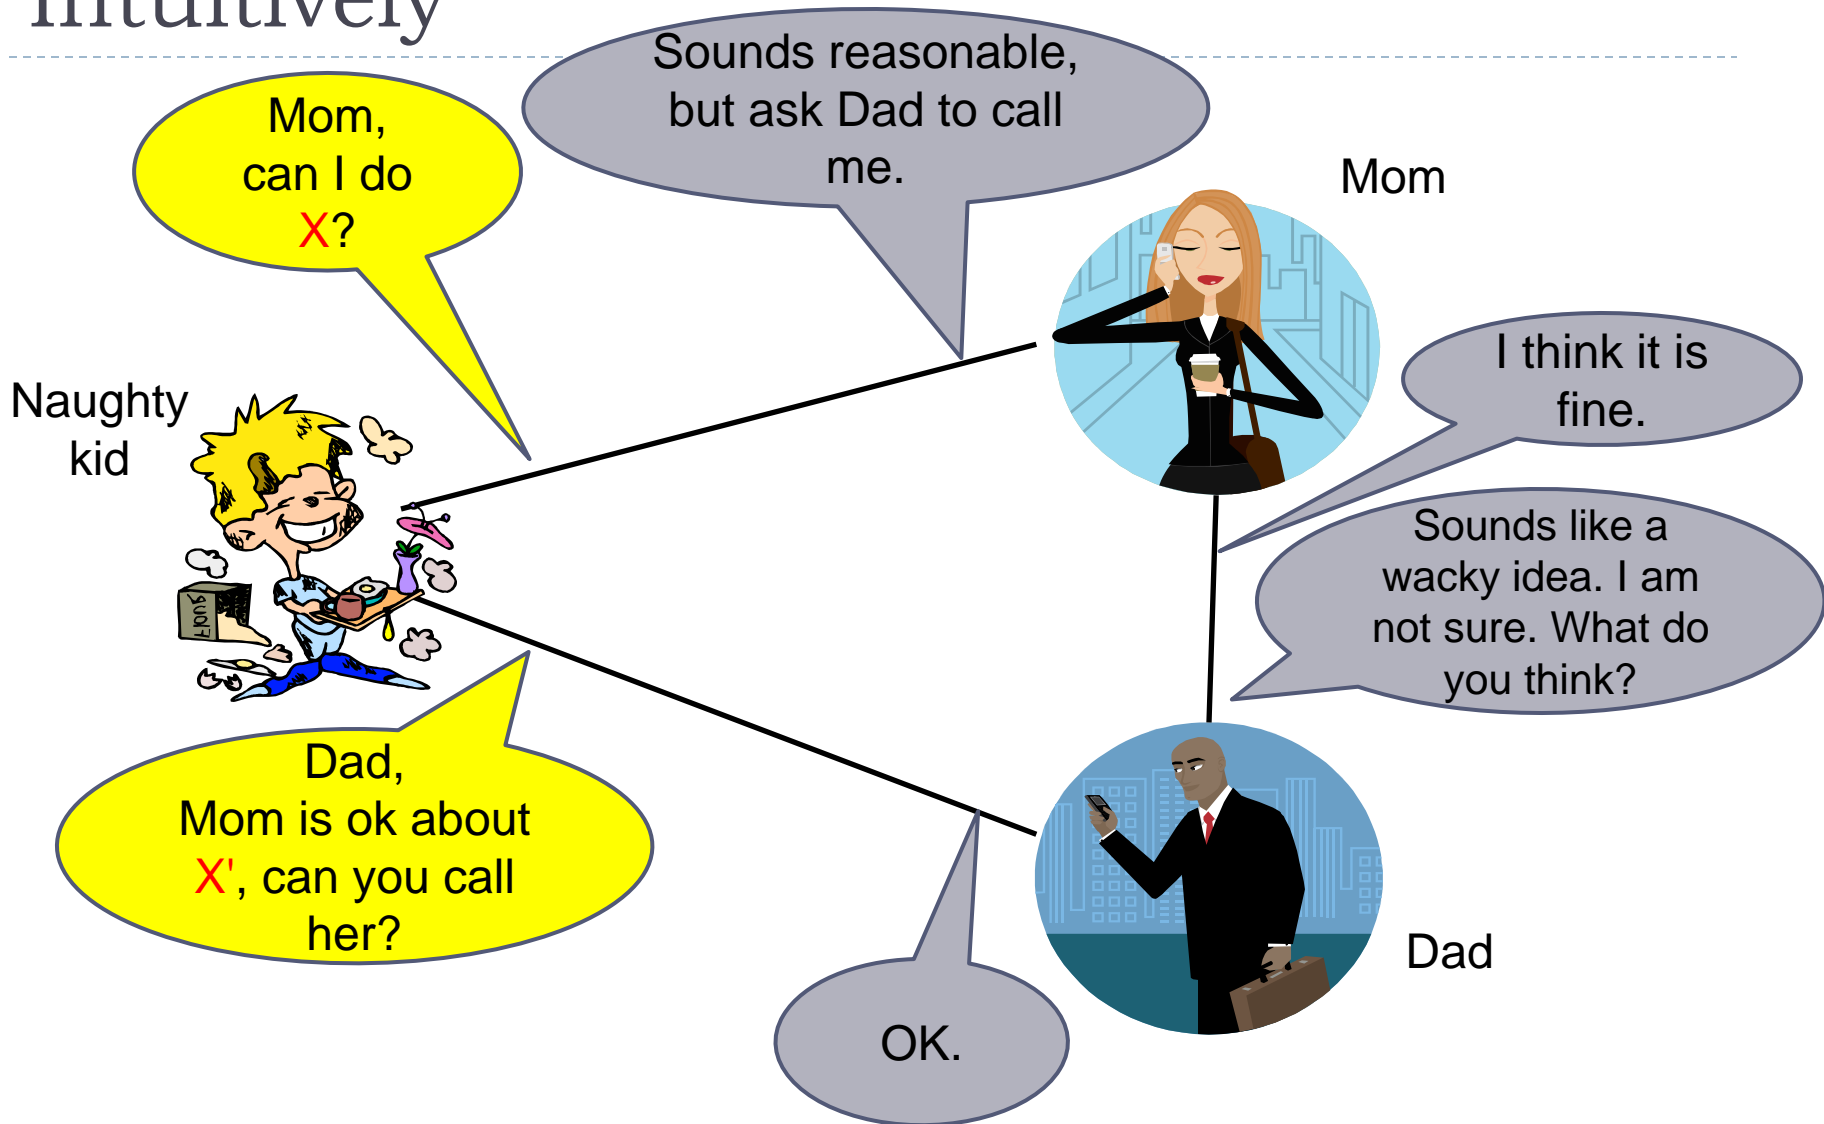 Intuitively
Sounds reasonable,
but ask Dad to call
me.
Mom,
can I do
X?
Mom
I think it is
fine.
Naughty
kid
Sounds like a
wacky idea. I am
not sure. What do
you think?
Dad,
Mom is ok about
X', can you call
her?
Dad
OK.